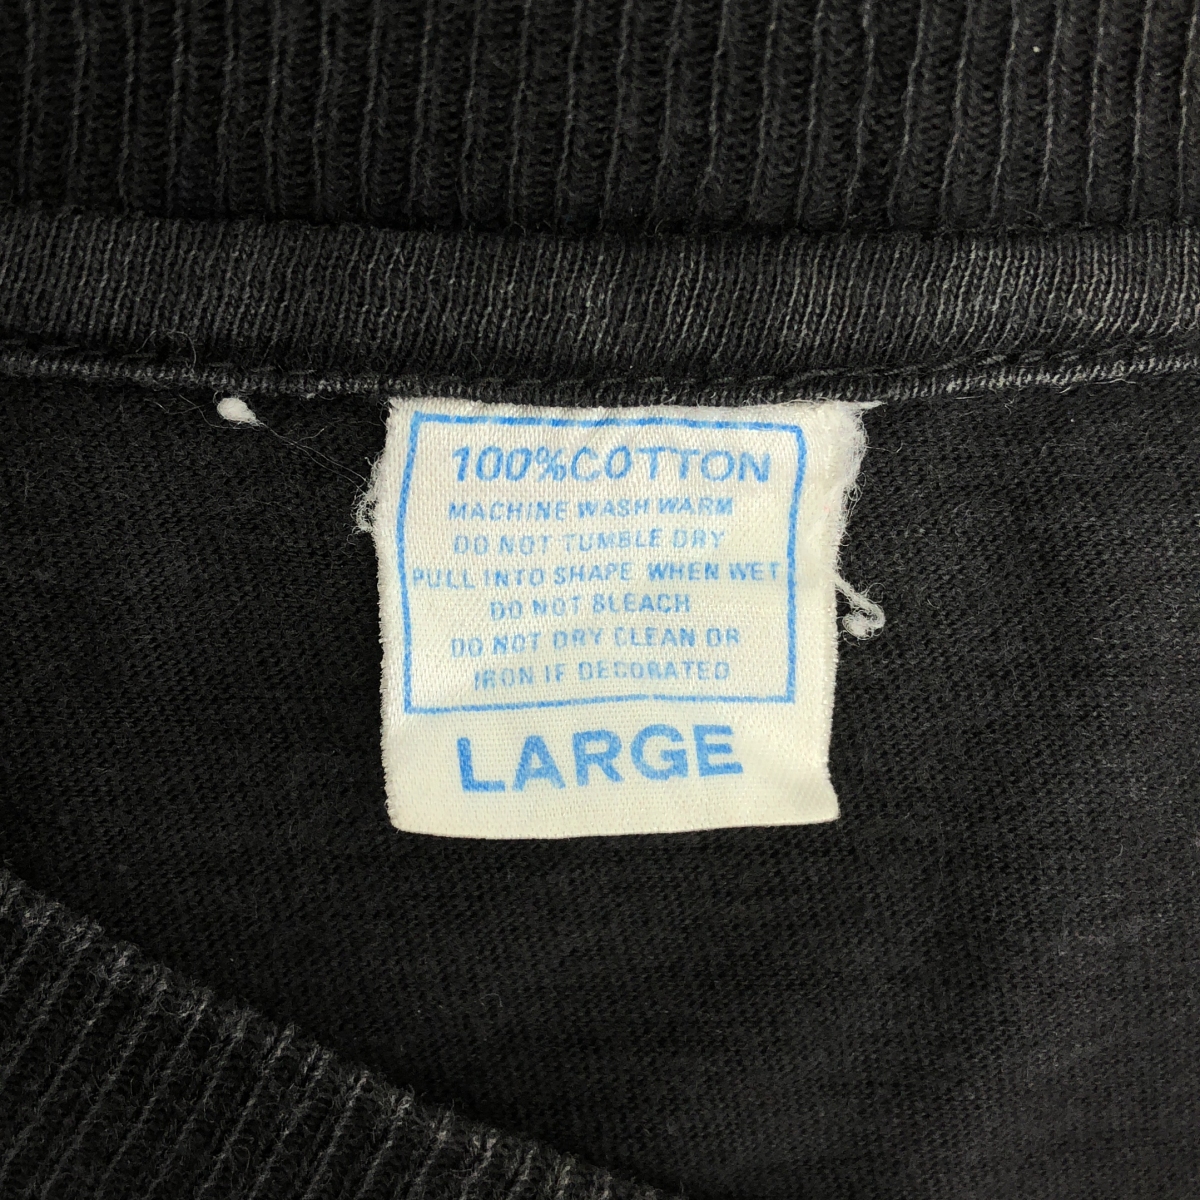 100%COTTON
MACHINE WASH WARM
DO NOT TUMBLE DRY
PULL INTO SHAPE WHEN WET
DO NOT BLEACH
DO NOT DRY CLEAN OR
IRON IF DECORATED
LARGE